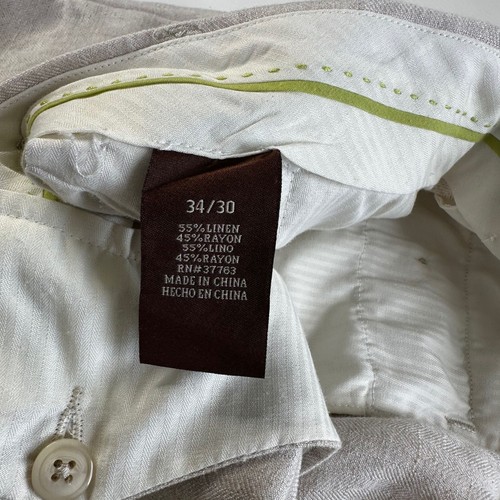 34/30
55%LINEN
45%RAYON
55%LINO
45%RAYON
RN#37763
MADE IN CHINA
HECHO EN CHINA